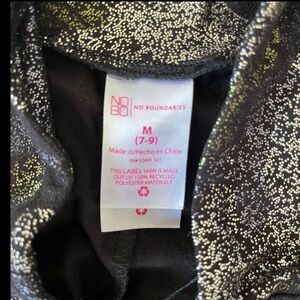 NO
BO
NO BOUNDARIES
M
(7-9)
Made in/Hecho en China
THIS LABEL YARN IS MADE
OUT OF 100% RECYCLED
POLYESTER MATERIALS